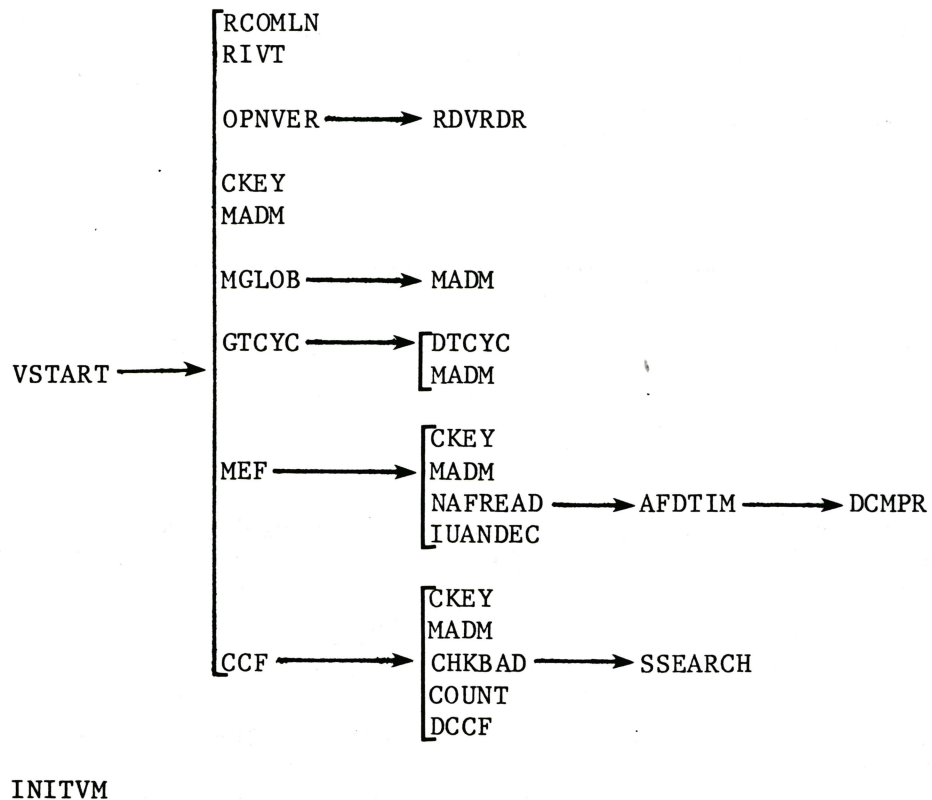 RCOMLN
RIVT
OPNVER RDVRDR
CKEY
MADM
MGLOB MADM
GTCYC DTCYC
MADM
VSTART
CKEY
MEF MADM
NAFREAD AFDTIM DCMPR
IUANDEC
CKEY
MADM
CCF CHKBAD SSEARCH
COUNT
DCCF
INITVM